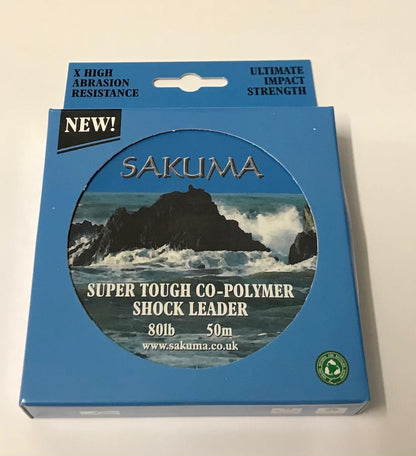 X HIGH
ABRASION
RESISTANCE
ULTIMATE
IMPACT
STRENGTH
NEW!
SAKUMA
SUPER TOUGH CO-POLYMER
SHOCK LEADER
80lb 50m
www.sakuma.co.uk